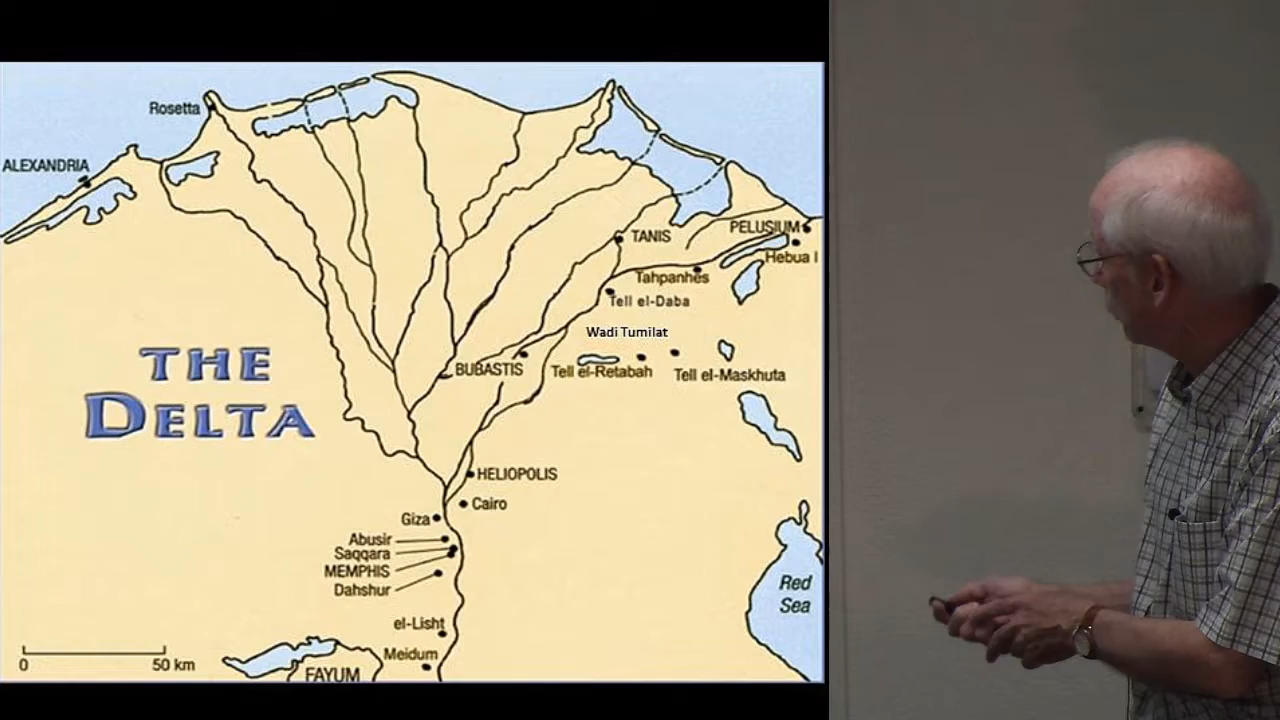 Rosetta
ALEXANDRIA
TANIS
PELUSIUM
Hebua I
Tahpanhes
Tell el-Daba
Wadi Tumilat
BUBASTIS
Tell el-Retabah
Tell el-Maskhuta
THE
DELTA
HELIOPOLIS
Cairo
Giza
Abusir
Saqqara
MEMPHIS
Dahshur
Red
Sea
el-Lisht
Meidum
0 50 km
FAYUM